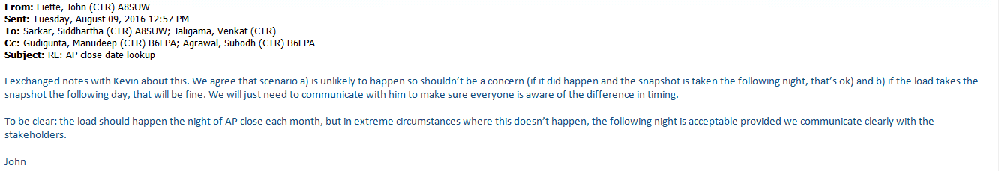 From: Liette, John (CTR) A8SUW
Sent: Tuesday, August 09, 2016 12:57 PM
To: Sarkar, Siddhartha (CTR) A8SUW; Jaligama, Venkat (CTR)
Cc: Gudigunta, Manudeep (CTR) B6LPA; Agrawal, Subodh (CTR) B6LPA
Subject: RE: AP close date lookup
I exchanged notes with Kevin about this. We agree that scenario a) is unlikely to happen so shouldn't be a concern (if it did happen and the snapshot is taken the following night, that's ok) and b) if the load takes the
snapshot the following day, that will be fine. We will just need to communicate with him to make sure everyone is aware of the difference in timing.
To be clear: the load should happen the night of AP close each month, but in extreme circumstances where this doesn't happen, the following night is acceptable provided we communicate clearly with the
stakeholders.
John